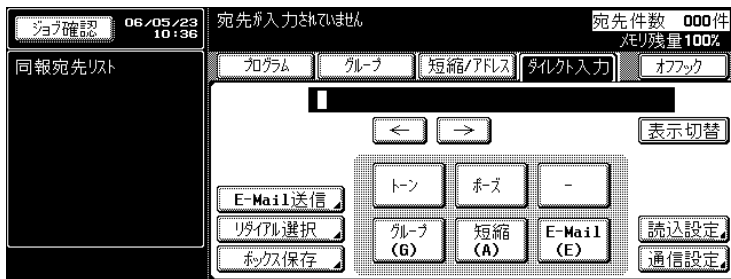 ジョブ確認
06/05/23
10:36
宛先が入力されていません
宛先件数 000件
メモリ残量100%
同報宛先リスト
プログラム
グループ
短縮/アドレス
ダイレクト入力
オフフック
←
→
表示切替
トーン
ポーズ
-
E-Mail送信
リダイアル選択
グループ
(G)
短縮
(A)
E-Mail
(E)
読込設定
ボックス保存
通信設定